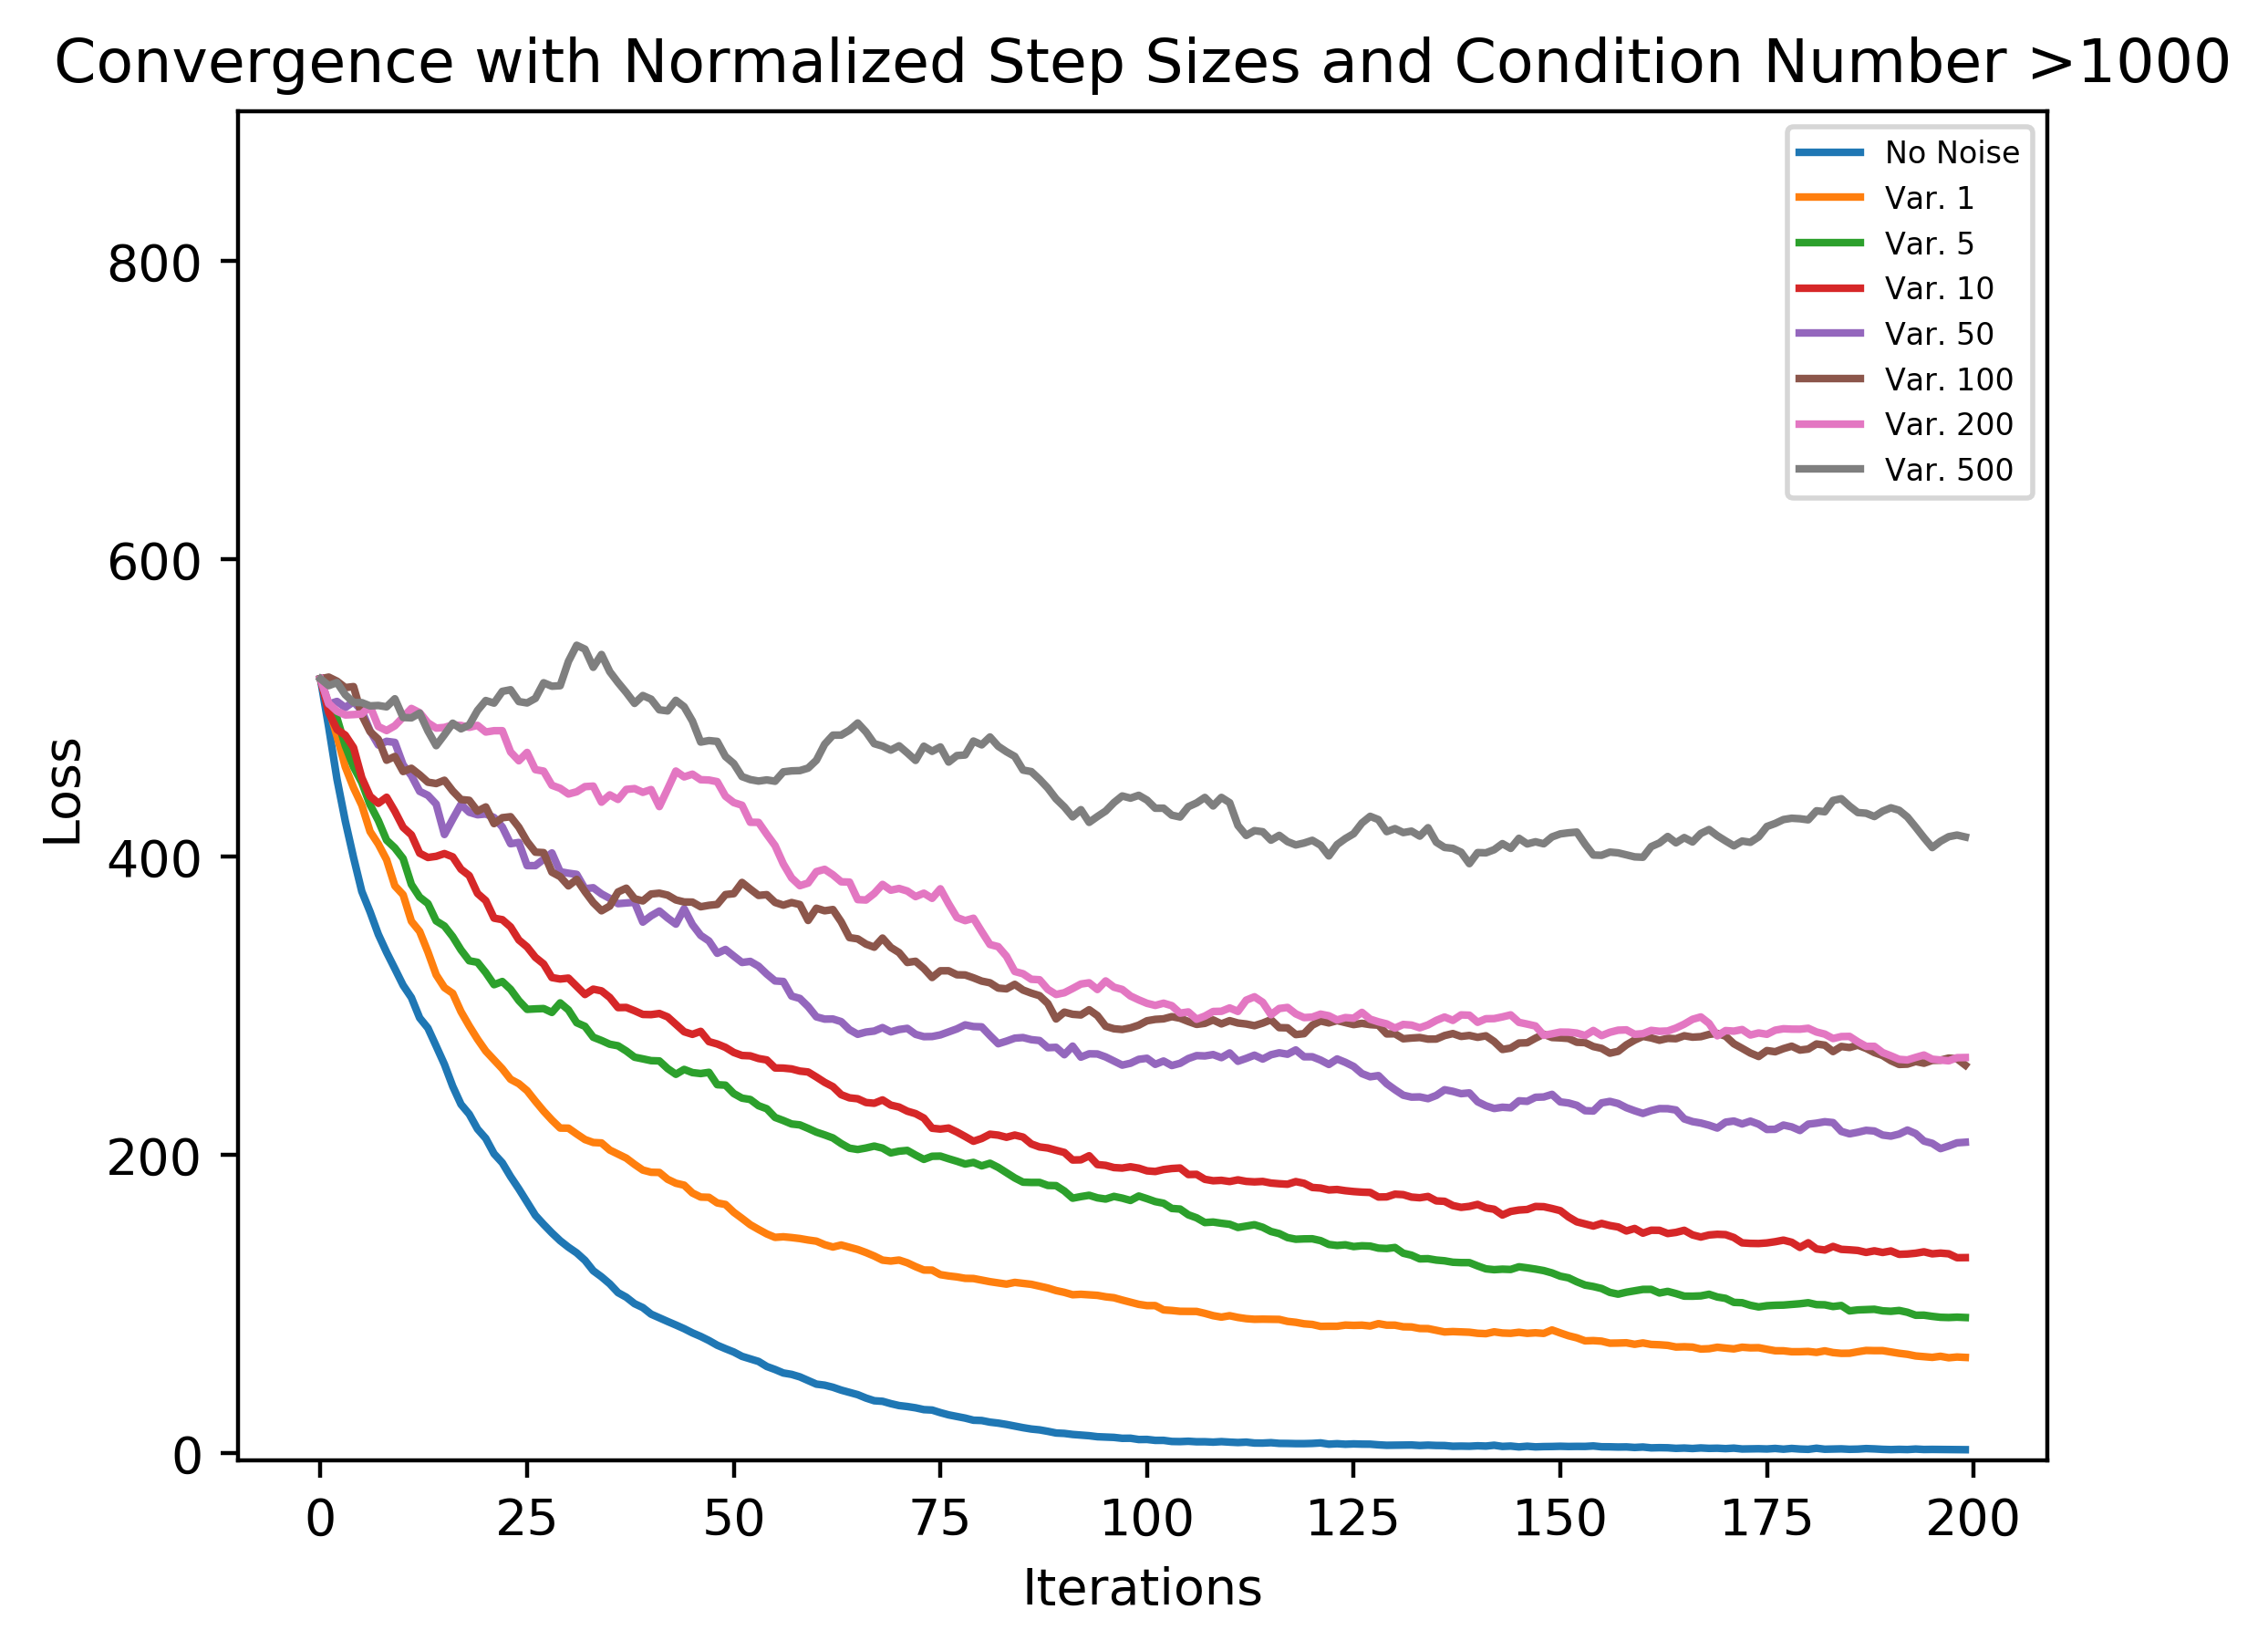 Convergence with Normalized Step Sizes and Condition Number >1000
No Noise
Var. 1
Var. 5
Var. 10
Var. 50
Var. 100
Var. 200
Var. 500
800
600
400
200
0
Loss
0 25 50 75 100 125 150 175 200
Iterations